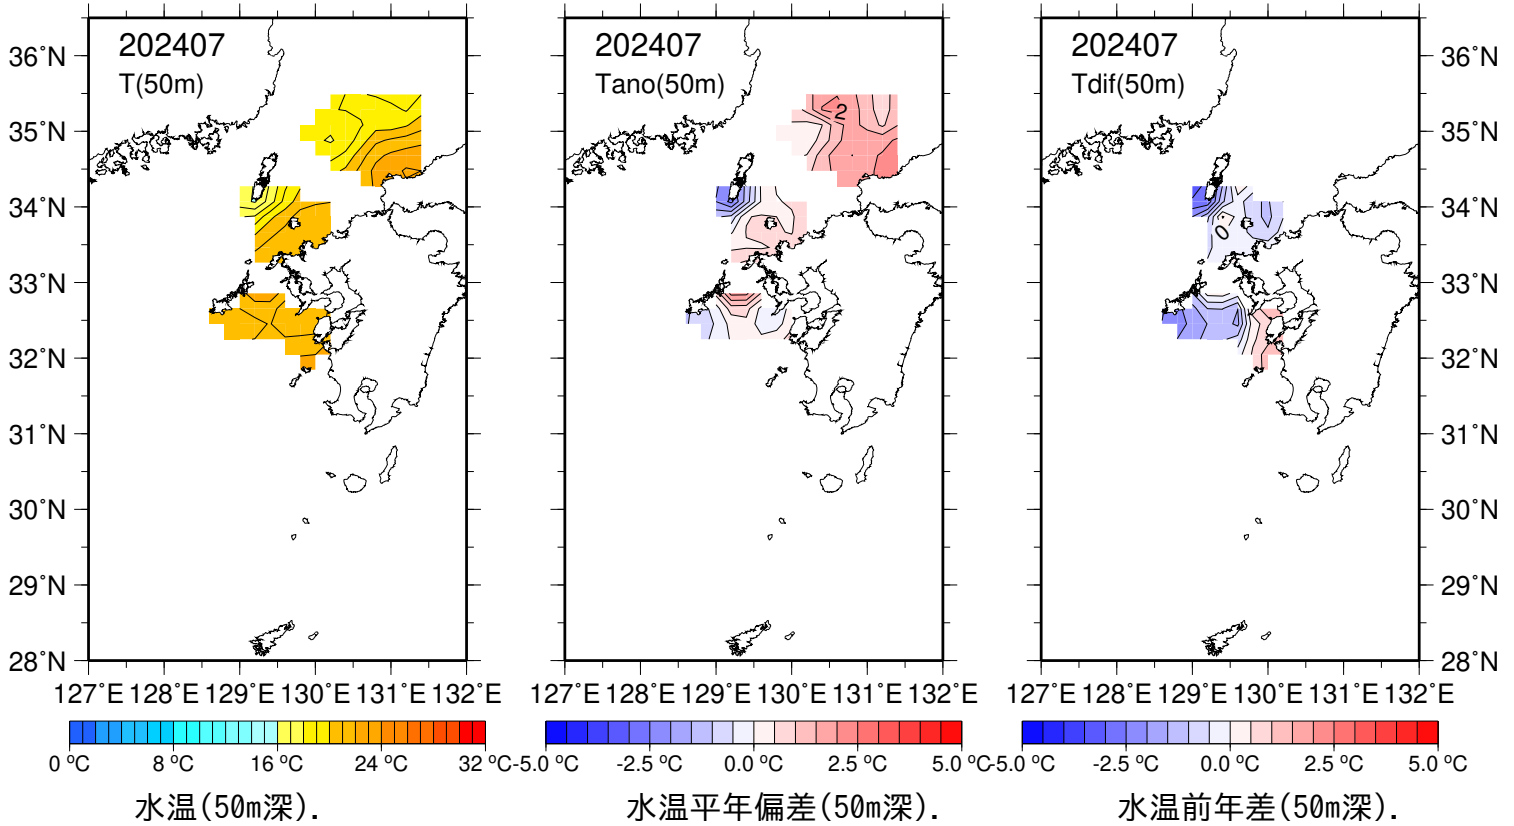 202407
T(50m)
36°N
35°N
34°N
33°N
32°N
31°N
30°N
29°N
28°N
127°E 128°E 129°E 130°E 131°E 132°E
0 °C 8 °C 16 °C 24 °C 32 °C
水温(50m深).
202407
Tano(50m)
2
127°E 128°E 129°E 130°E 131°E 132°E
-5.0 °C -2.5 °C 0.0 °C 2.5 °C 5.0 °C
水温平年偏差(50m深).
202407
Tdif(50m)
0
36°N
35°N
34°N
33°N
32°N
31°N
30°N
29°N
28°N
127°E 128°E 129°E 130°E 131°E 132°E
-5.0 °C -2.5 °C 0.0 °C 2.5 °C 5.0 °C
水温前年差(50m深).